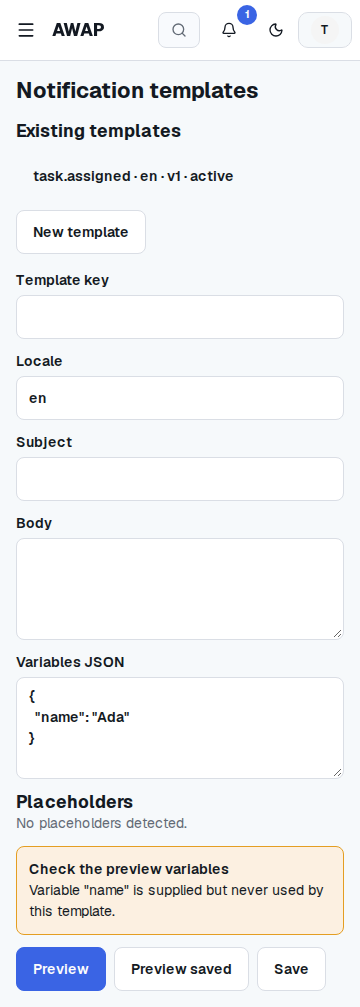 AWAP
1
T
Notification templates
Existing templates
task.assigned · en · v1 · active
New template
Template key
Locale
en
Subject
Body
Variables JSON
{
"name": "Ada"
}
Placeholders
No placeholders detected.
Check the preview variables
Variable "name" is supplied but never used by
this template.
Preview
Preview saved
Save